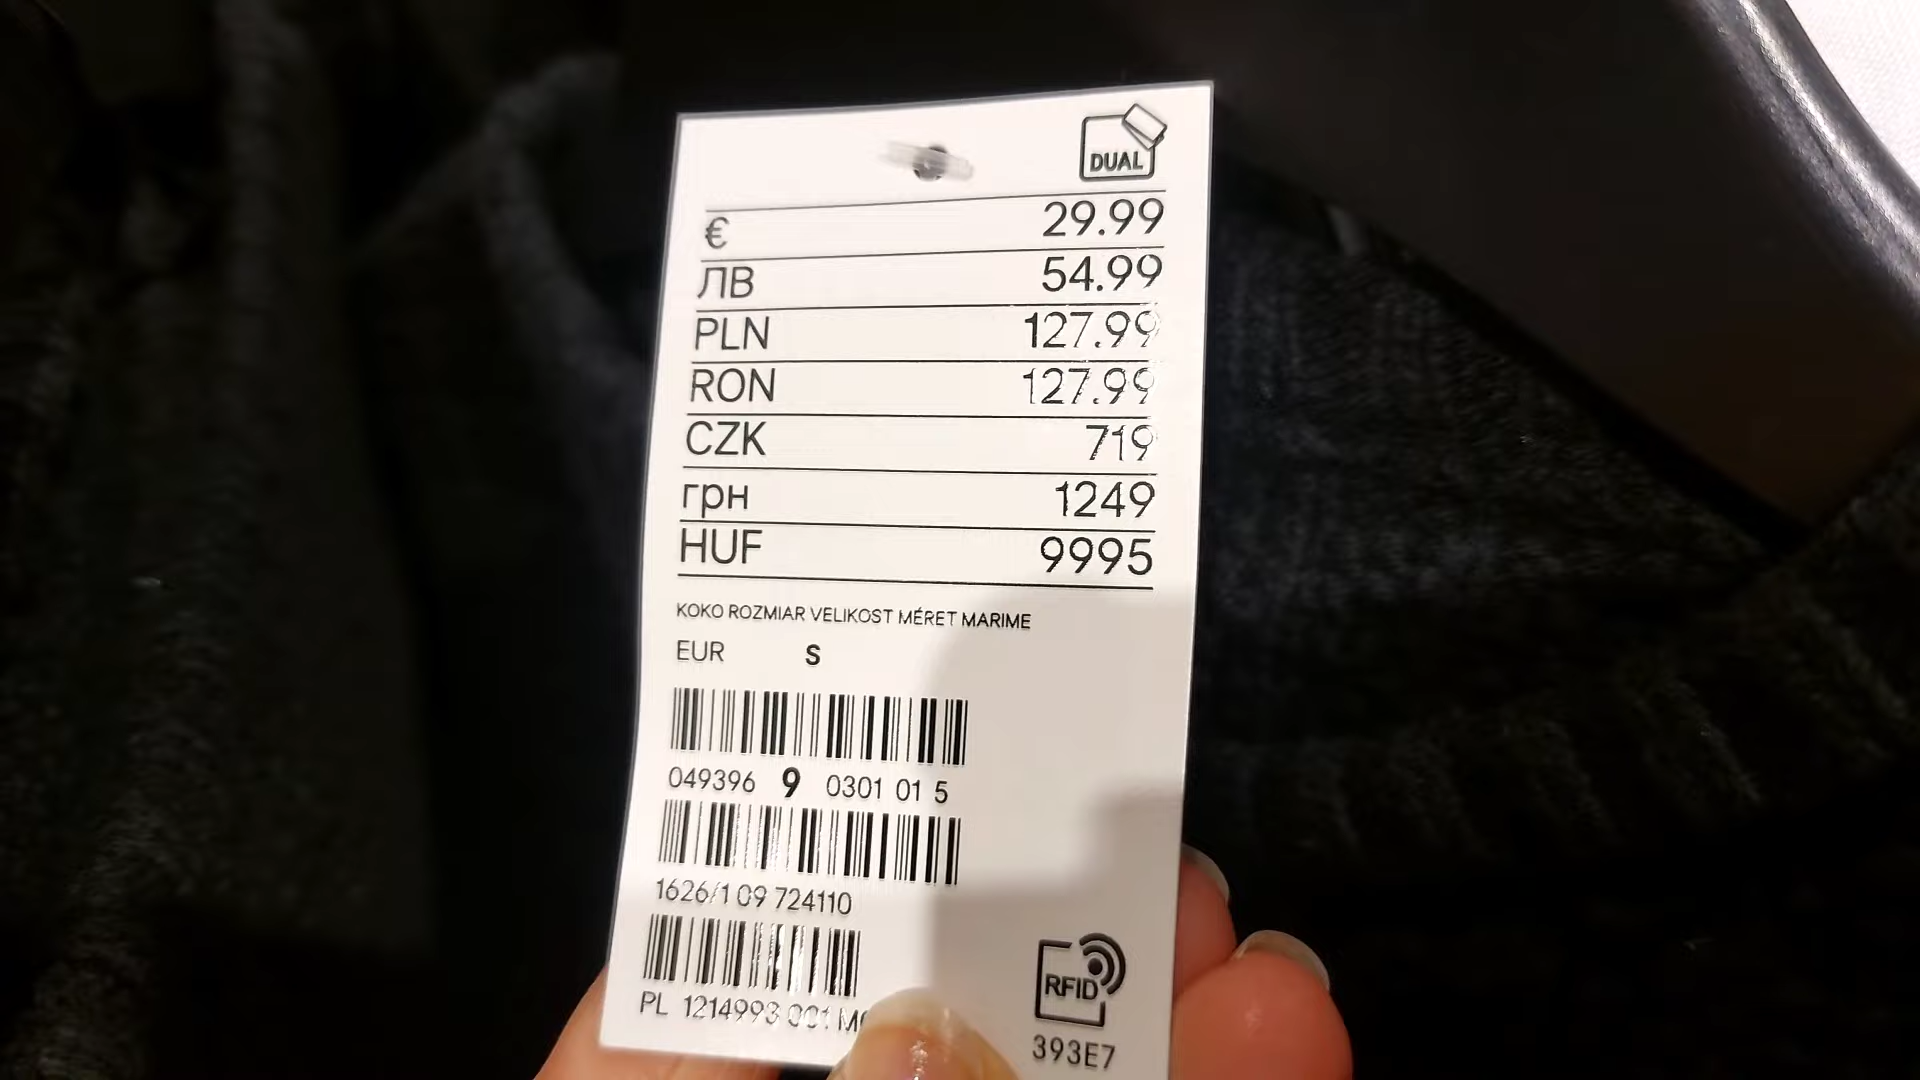 DUAL
€ 29.99
ЛВ 54.99
PLN 127.99
RON 127.99
CZK 719
грн 1249
HUF 9995
KOKO ROZMIAR VELIKOST MÉRET MARIME
EUR S
049396 9 0301 01 5
1626/1 09 724110
PL 1214993 001
RFID
393E7